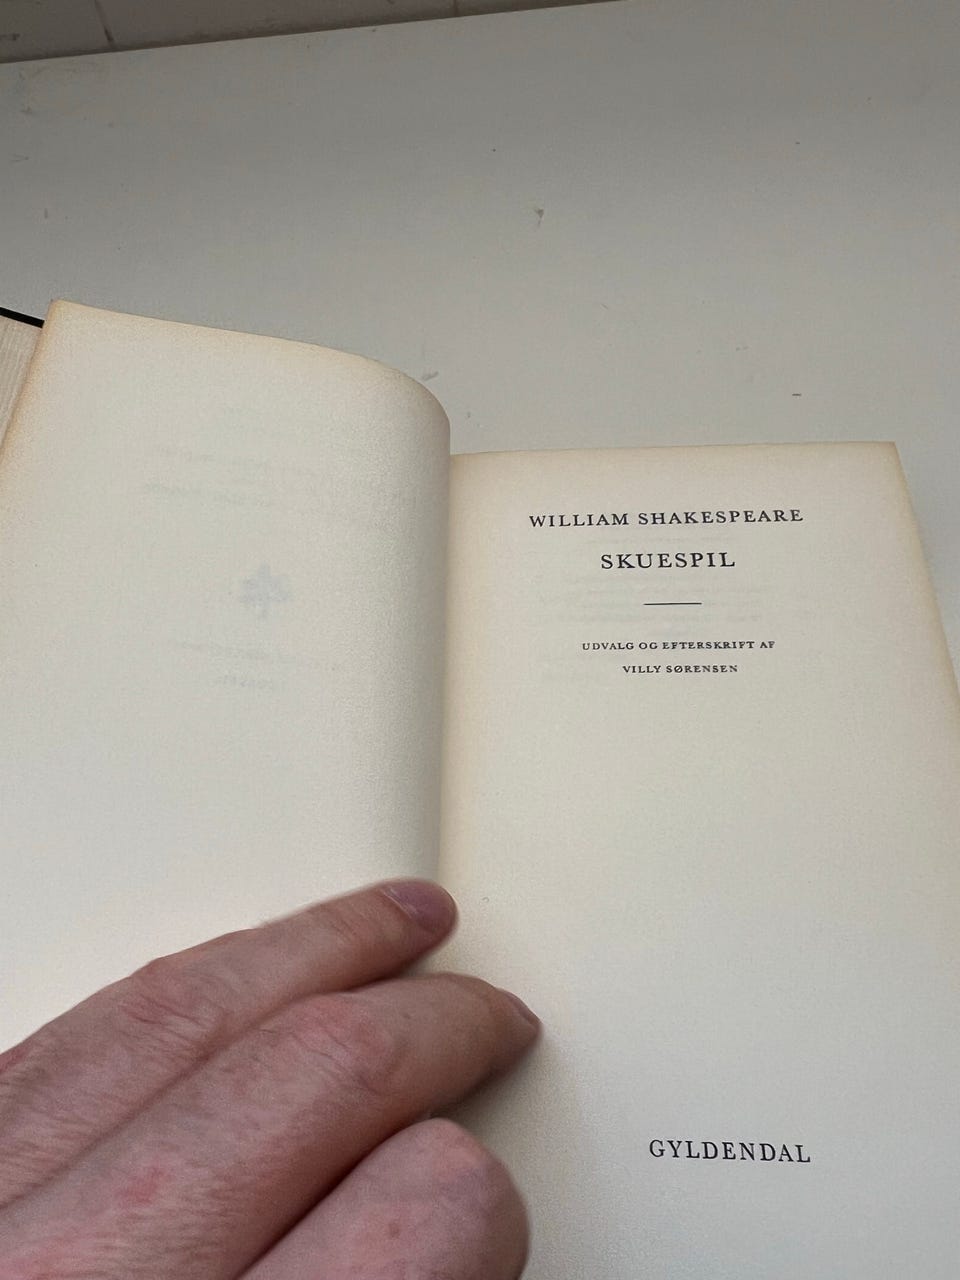 WILLIAM SHAKESPEARE
SKUESPIL
UDVALG OG EFTERSKRIFT AF
VILLY SØRENSEN
GYLDENDAL